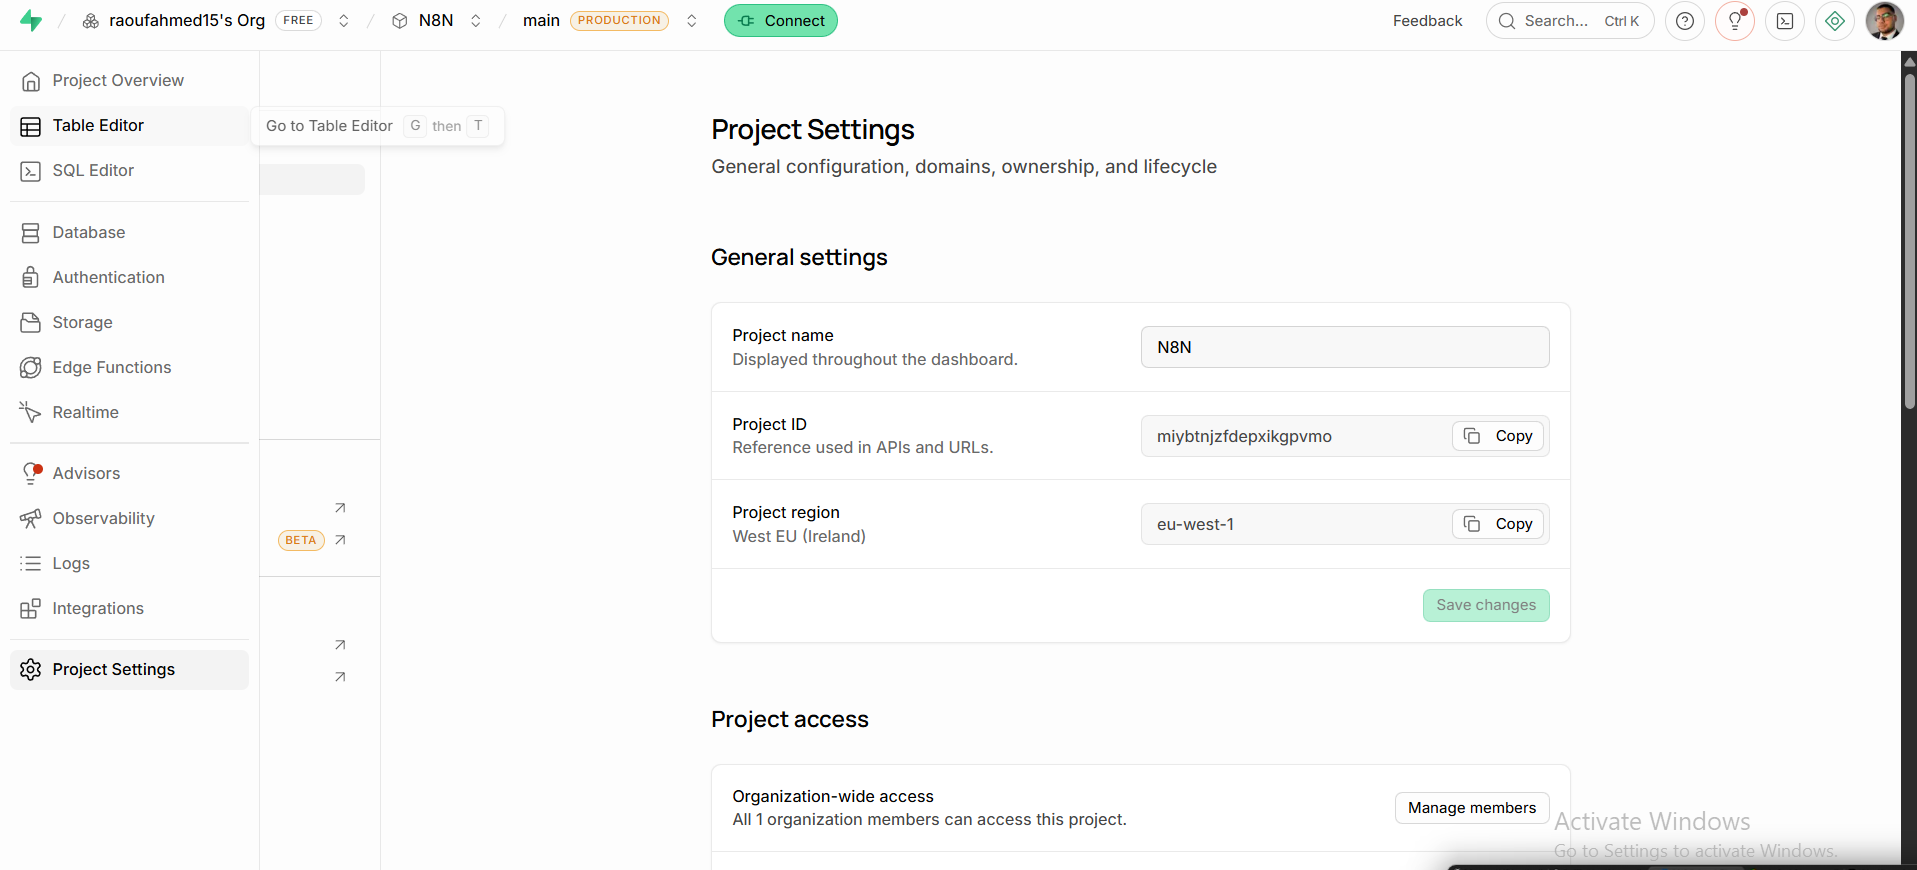 raoufahmed15's Org FREE N8N main PRODUCTION Connect Feedback Search... Ctrl K
Project Overview
Table Editor
Go to Table Editor G then T
SQL Editor
Database
Authentication
Storage
Edge Functions
Realtime
Advisors
Observability
Logs
Integrations
Project Settings
BETA
Project Settings
General configuration, domains, ownership, and lifecycle
General settings
Project name
Displayed throughout the dashboard.
N8N
Project ID
Reference used in APIs and URLs.
miybtnjzfdepxikgpvmo Copy
Project region
West EU (Ireland)
eu-west-1 Copy
Save changes
Project access
Organization-wide access
All 1 organization members can access this project.
Manage members
Activate Windows
Go to Settings to activate Windows.